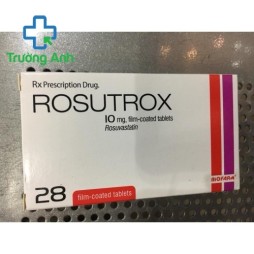 Trường Anh
Rx Prescription Drug.
ROSUTROX
10 mg, film-coated tablets
Rosuvastatin
28 film-coated tablets
BIOFARM